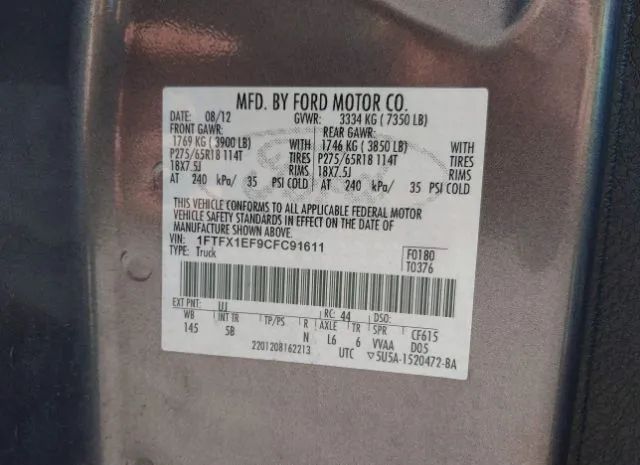 MFD. BY FORD MOTOR CO.
DATE: 08/12 GVWR: 3334 KG ( 7350 LB)
FRONT GAWR: REAR GAWR:
1769 KG ( 3900 LB) WITH 1746 KG ( 3850 LB) WITH
P275/65R18 114T TIRES P275/65R18 114T TIRES
18X7.5J RIMS 18X7.5J RIMS
AT 240 kPa/ 35 PSI COLD AT 240 kPa/ 35 PSI COLD
THIS VEHICLE CONFORMS TO ALL APPLICABLE FEDERAL MOTOR
VEHICLE SAFETY STANDARDS IN EFFECT ON THE DATE OF
MANUFACTURE SHOWN ABOVE.
VIN: 1FTFX1EF9CFC91611 F0180
TYPE: Truck T0376
EXT PNT: UJ RC: 44 DSO:
WB INT TR TP/PS R AXLE TR SPR CF615
145 5B N L6 6 VVAA D05
2201208162213 UTC ▽5U5A-1520472-BA